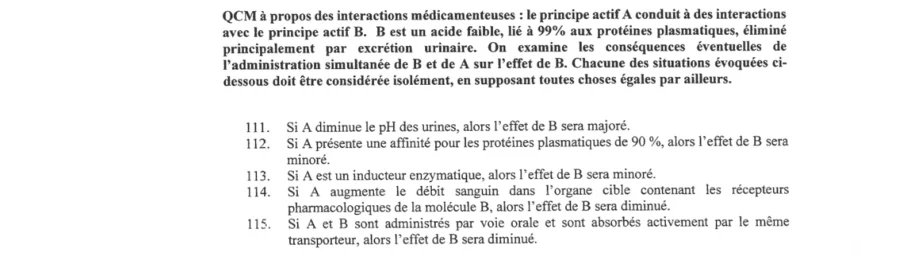 QCM à propos des interactions médicamenteuses : le principe actif A conduit à des interactions
avec le principe actif B. B est un acide faible, lié à 99% aux protéines plasmatiques, éliminé
principalement par excrétion urinaire. On examine les conséquences éventuelles de
l'administration simultanée de B et de A sur l'effet de B. Chacune des situations évoquées ci-
dessous doit être considérée isolément, en supposant toutes choses égales par ailleurs.
111. Si A diminue le pH des urines, alors l'effet de B sera majoré.
112. Si A présente une affinité pour les protéines plasmatiques de 90 %, alors l'effet de B sera
minoré.
113. Si A est un inducteur enzymatique, alors l'effet de B sera minoré.
114. Si A augmente le débit sanguin dans l'organe cible contenant les récepteurs
pharmacologiques de la molécule B, alors l'effet de B sera diminué.
115. Si A et B sont administrés par voie orale et sont absorbés activement par le même
transporteur, alors l'effet de B sera diminué.